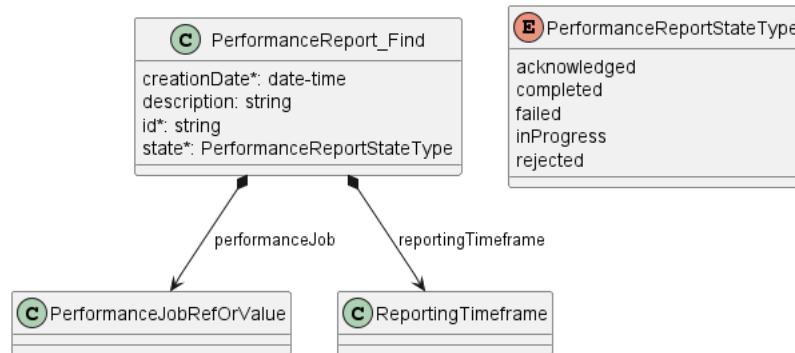 C PerformanceReport_Find
creationDate*: date-time
description: string
id*: string
state*: PerformanceReportStateType
E PerformanceReportStateType
acknowledged
completed
failed
inProgress
rejected
performanceJob
reportingTimeframe
C PerformanceJobRefOrValue
C ReportingTimeframe